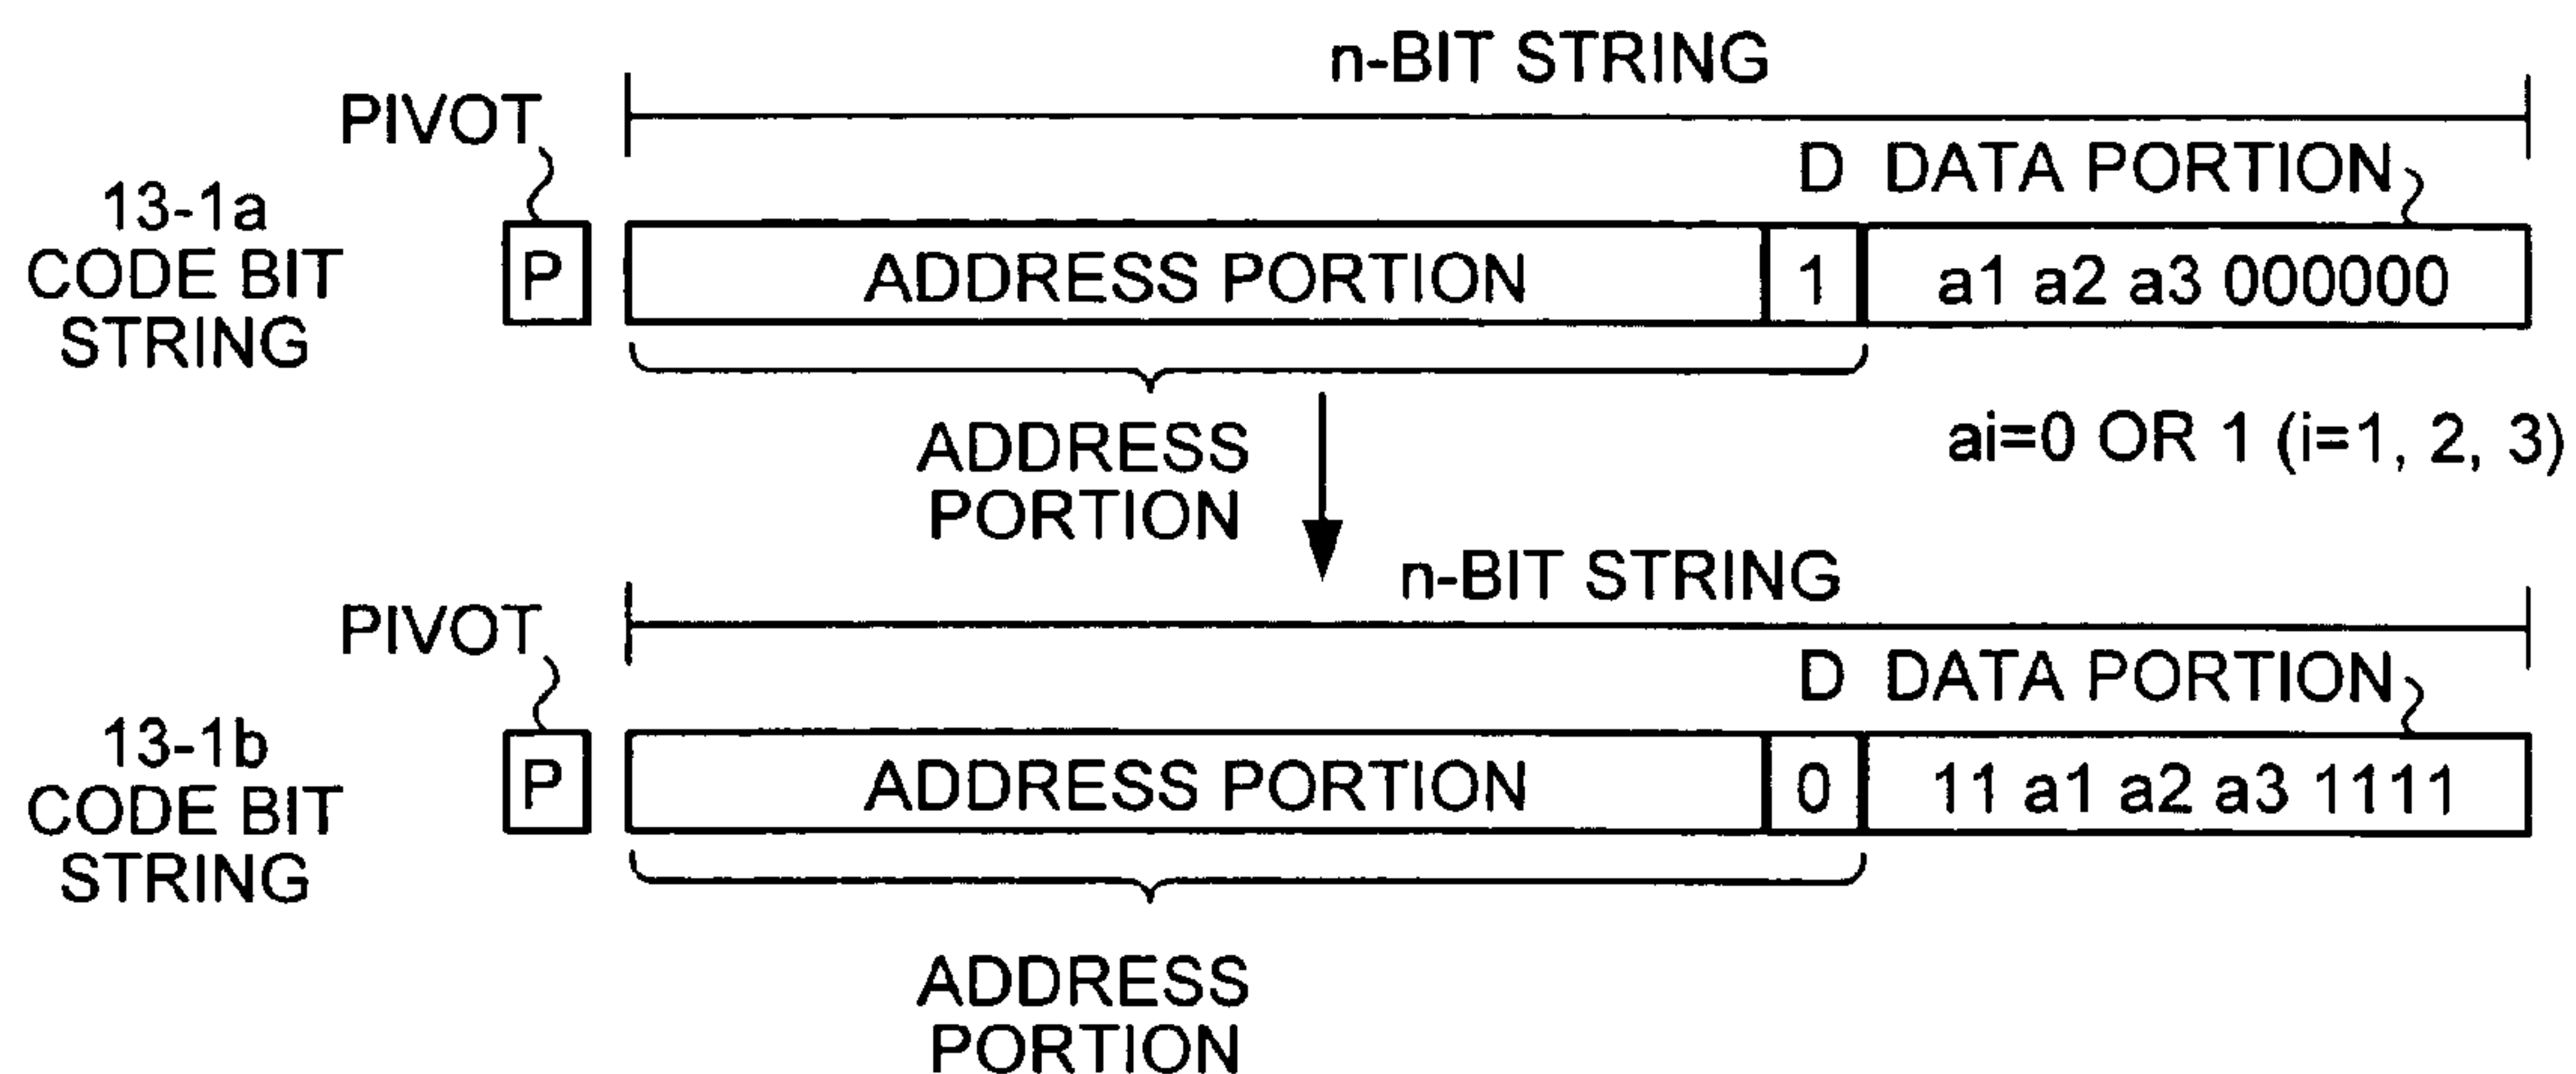 n-BIT STRING
PIVOT
D DATA PORTION
13-1a
CODE BIT
STRING
P
ADDRESS PORTION
1
a1 a2 a3 000000
ADDRESS
PORTION
ai=0 OR 1 (i=1, 2, 3)
n-BIT STRING
PIVOT
D DATA PORTION
13-1b
CODE BIT
STRING
P
ADDRESS PORTION
0
11 a1 a2 a3 1111
ADDRESS
PORTION